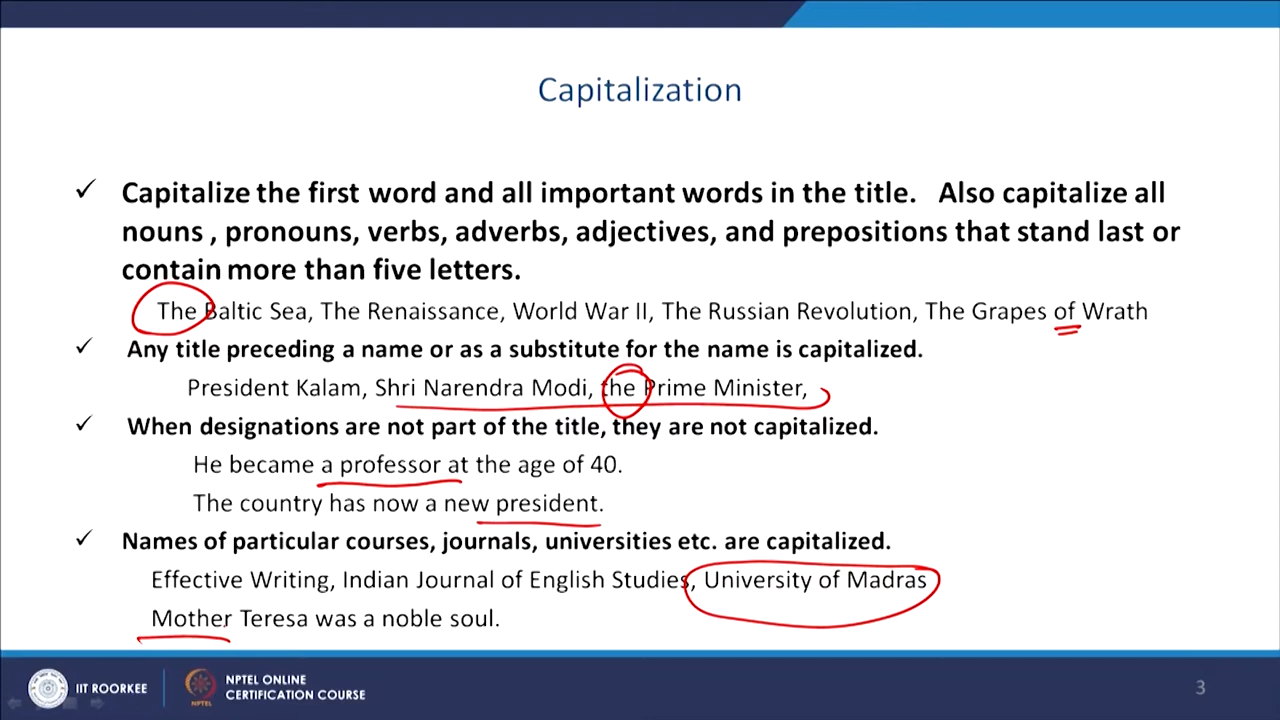 Capitalization
✓ Capitalize the first word and all important words in the title. Also capitalize all
nouns , pronouns, verbs, adverbs, adjectives, and prepositions that stand last or
contain more than five letters.
The Baltic Sea, The Renaissance, World War II, The Russian Revolution, The Grapes of Wrath
✓ Any title preceding a name or as a substitute for the name is capitalized.
President Kalam, Shri Narendra Modi, the Prime Minister,
✓ When designations are not part of the title, they are not capitalized.
He became a professor at the age of 40.
The country has now a new president.
✓ Names of particular courses, journals, universities etc. are capitalized.
Effective Writing, Indian Journal of English Studies, University of Madras
Mother Teresa was a noble soul.
IIT ROORKEE
NPTEL
NPTEL ONLINE
CERTIFICATION COURSE
3